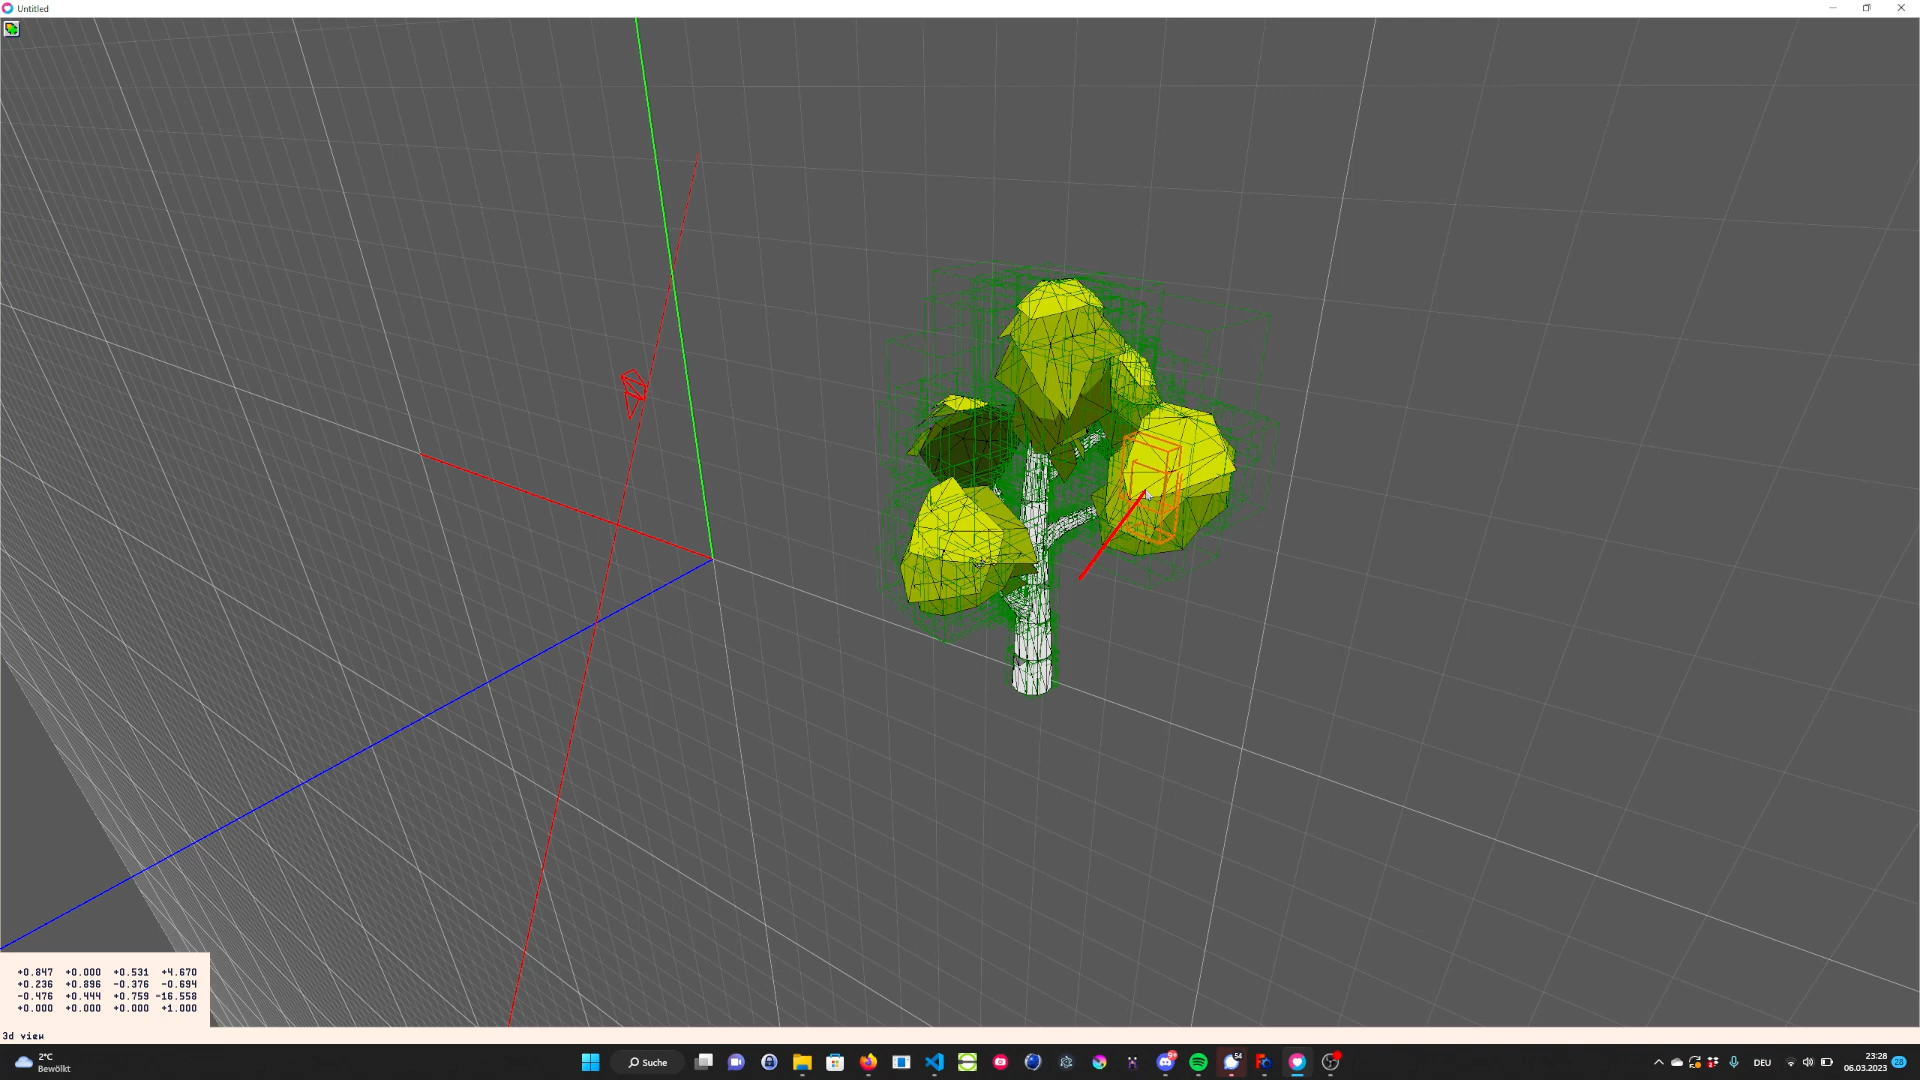 Untitled
+0.847 +0.000 +0.531 +4.670
+0.236 +0.896 -0.376 -0.694
-0.476 +0.444 +0.759 -16.558
+0.000 +0.000 +0.000 +1.000
3d view
2°C
Bewölkt
Suche
54
DEU
23:28
06.03.2023
28